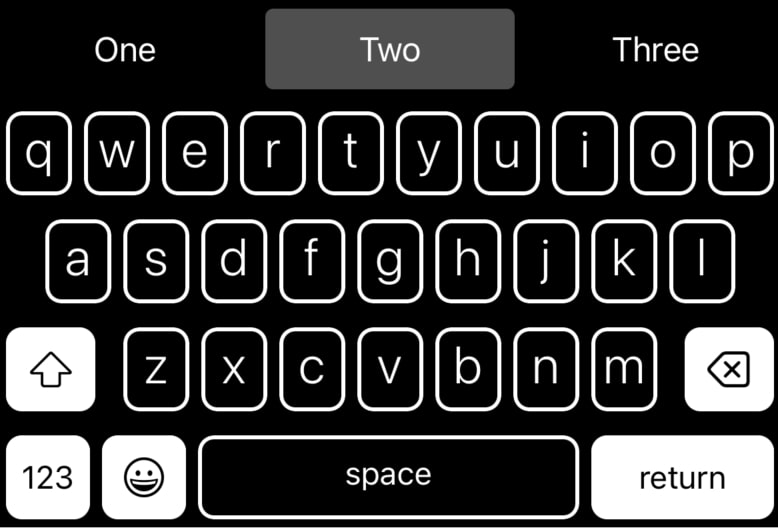 One Two Three
q w e r t y u i o p
a s d f g h j k l
z x c v b n m
123 space return